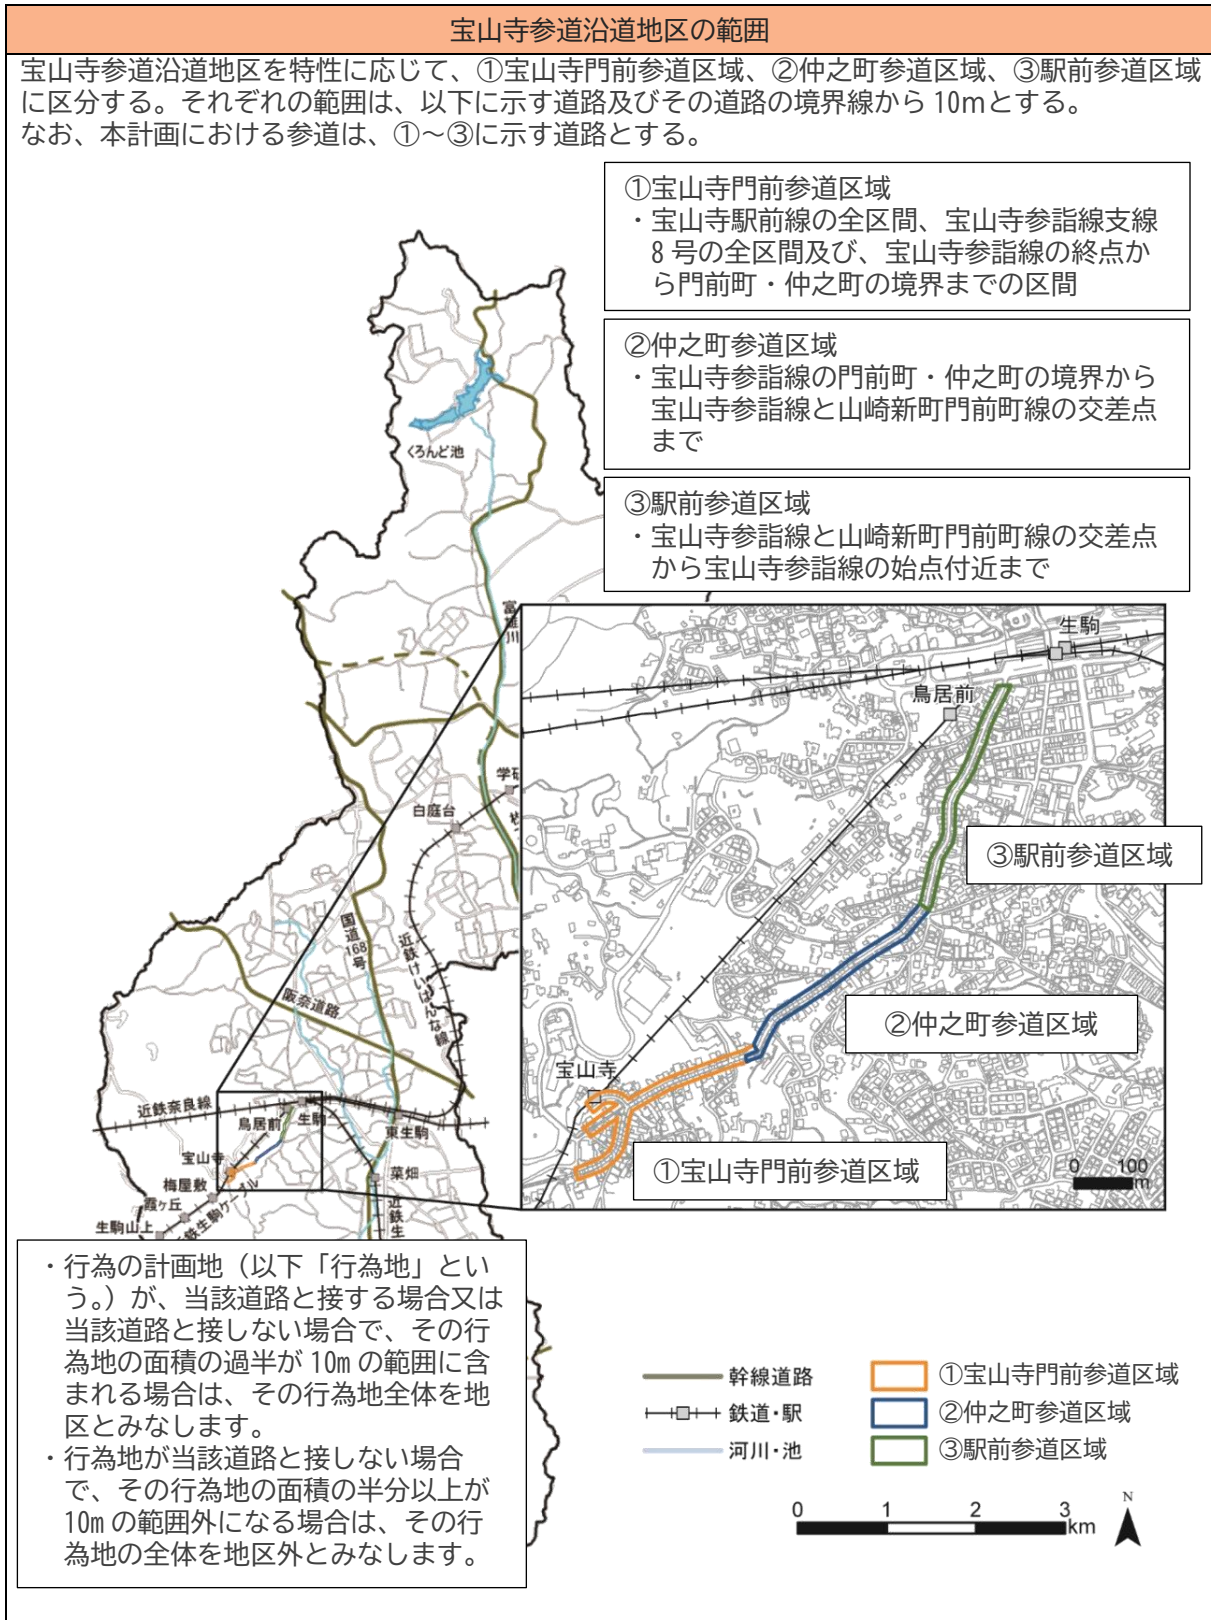 宝山寺参道沿道地区の範囲
宝山寺参道沿道地区を特性に応じて、①宝山寺門前参道区域、②仲之町参道区域、③駅前参道区域
に区分する。それぞれの範囲は、以下に示す道路及びその道路の境界線から 10mとする。
なお、本計画における参道は、①～③に示す道路とする。
①宝山寺門前参道区域
・宝山寺駅前線の全区間、宝山寺参詣線支線
8 号の全区間及び、宝山寺参詣線の終点か
ら門前町・仲之町の境界までの区間
②仲之町参道区域
・宝山寺参詣線の門前町・仲之町の境界から
宝山寺参詣線と山崎新町門前町線の交差点
まで
③駅前参道区域
・宝山寺参詣線と山崎新町門前町線の交差点
から宝山寺参詣線の始点付近まで
くろんど池
富雄川
学研
白庭台
国道168号
近鉄けいはんな線
阪奈道路
近鉄奈良線
鳥居前
生駒
東生駒
宝山寺
菜畑
梅屋敷
霞ヶ丘
生駒山上
鉄生駒ケーブル
近鉄生
生駒
鳥居前
③駅前参道区域
②仲之町参道区域
宝山寺
①宝山寺門前参道区域
0 100
m
・行為の計画地（以下「行為地」とい
う。）が、当該道路と接する場合又は
当該道路と接しない場合で、その行
為地の面積の過半が 10m の範囲に含
まれる場合は、その行為地全体を地
区とみなします。
・行為地が当該道路と接しない場合
で、その行為地の面積の半分以上が
10m の範囲外になる場合は、その行
為地の全体を地区外とみなします。
幹線道路
鉄道・駅
河川・池
①宝山寺門前参道区域
②仲之町参道区域
③駅前参道区域
0 1 2 3
km
N